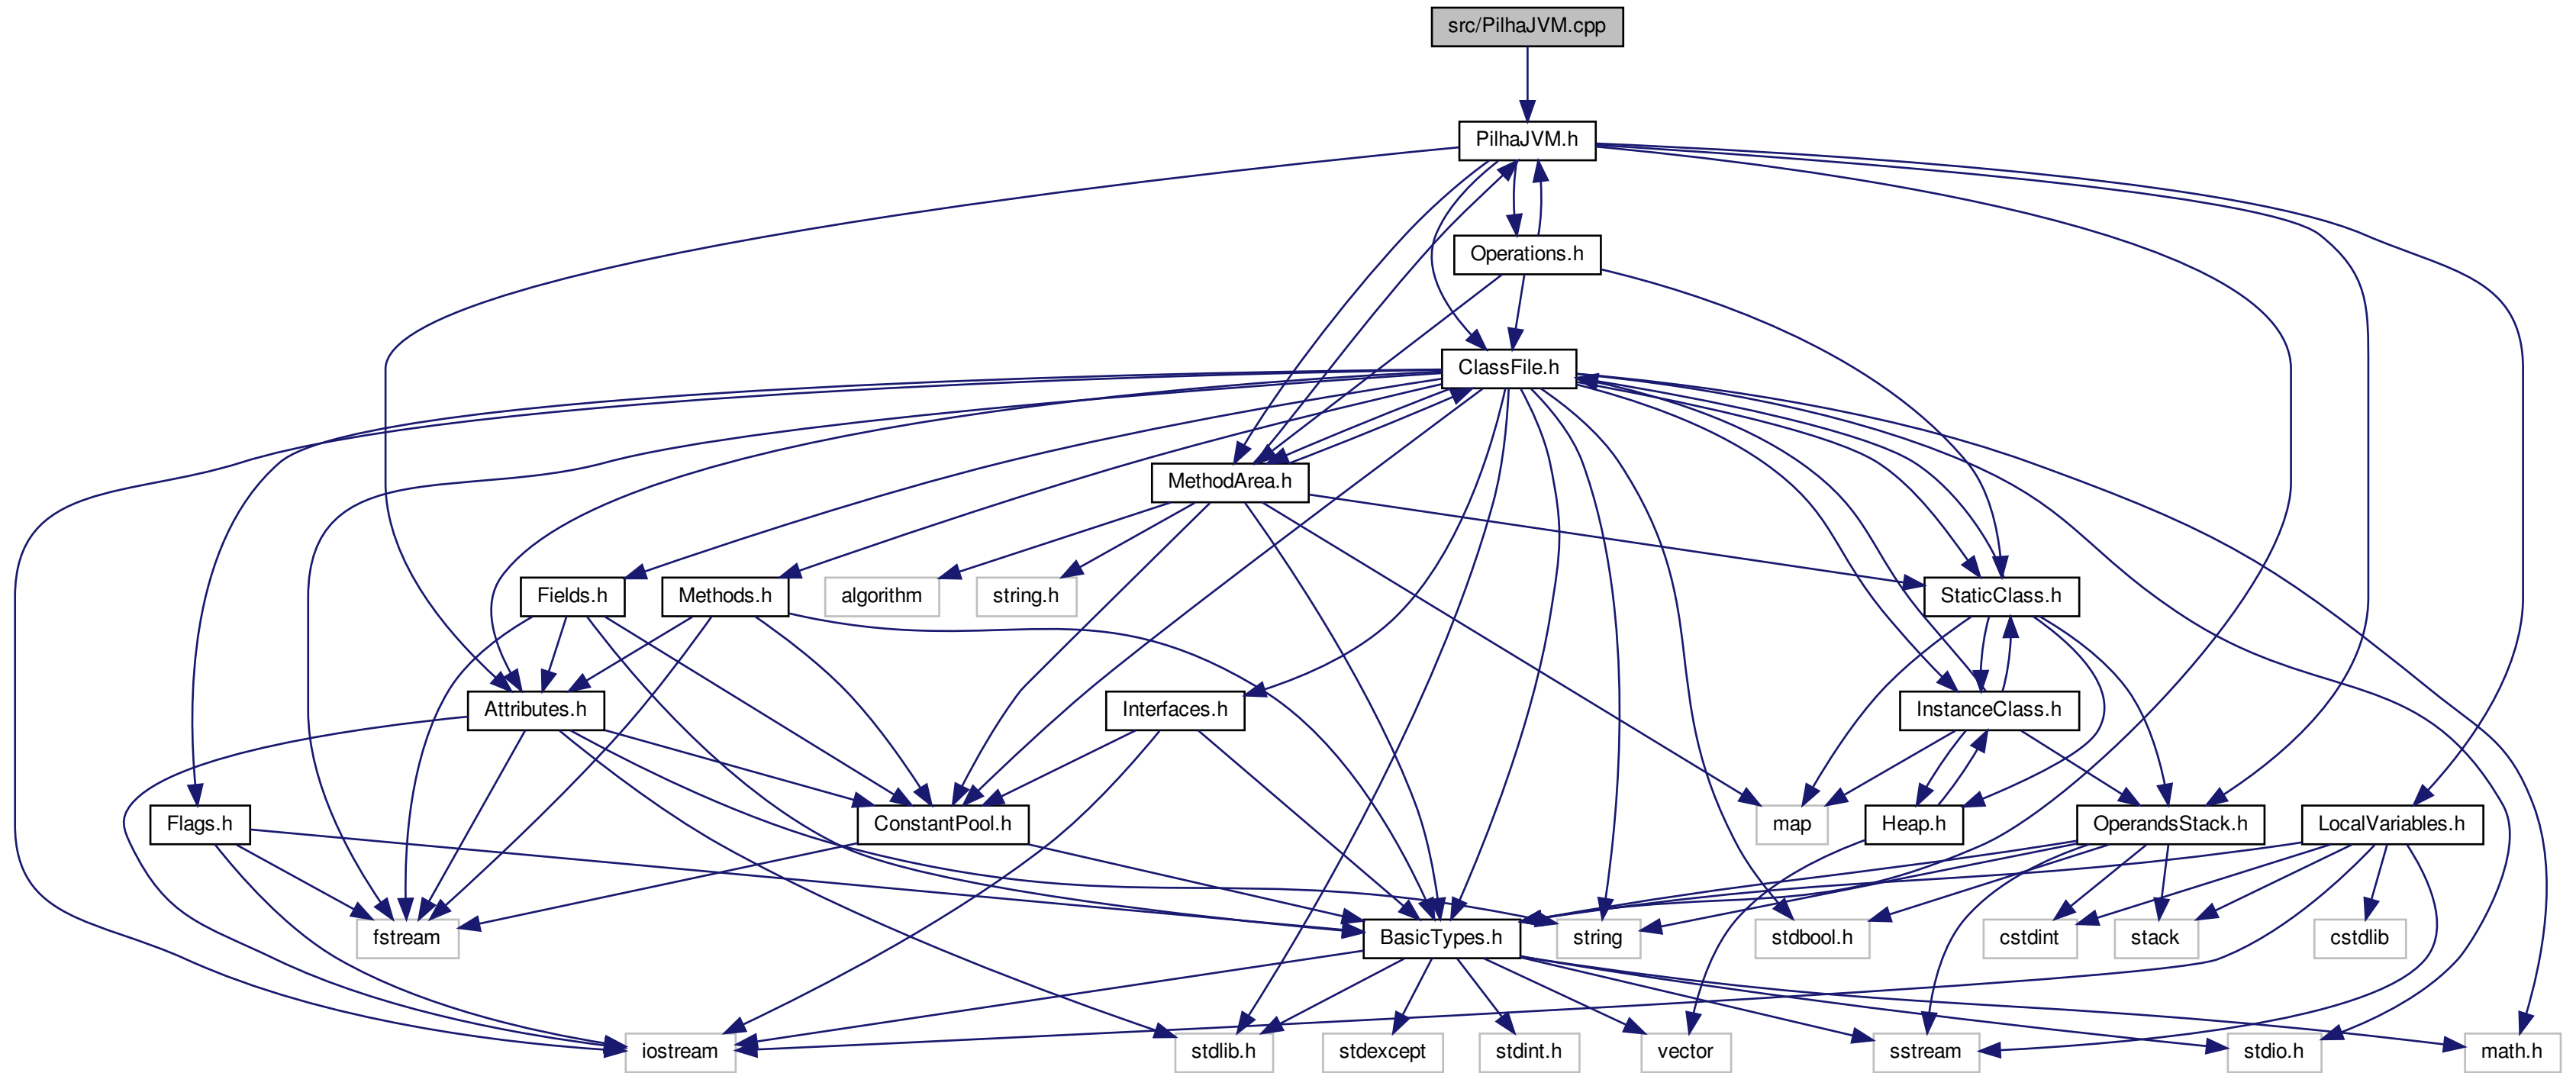 src/PilhaJVM.cpp
PilhaJVM.h
Operations.h
ClassFile.h
MethodArea.h
Fields.h
Methods.h
algorithm
string.h
StaticClass.h
Attributes.h
Interfaces.h
InstanceClass.h
Flags.h
ConstantPool.h
map
Heap.h
OperandsStack.h
LocalVariables.h
fstream
BasicTypes.h
string
stdbool.h
cstdint
stack
cstdlib
iostream
stdlib.h
stdexcept
stdint.h
vector
sstream
stdio.h
math.h